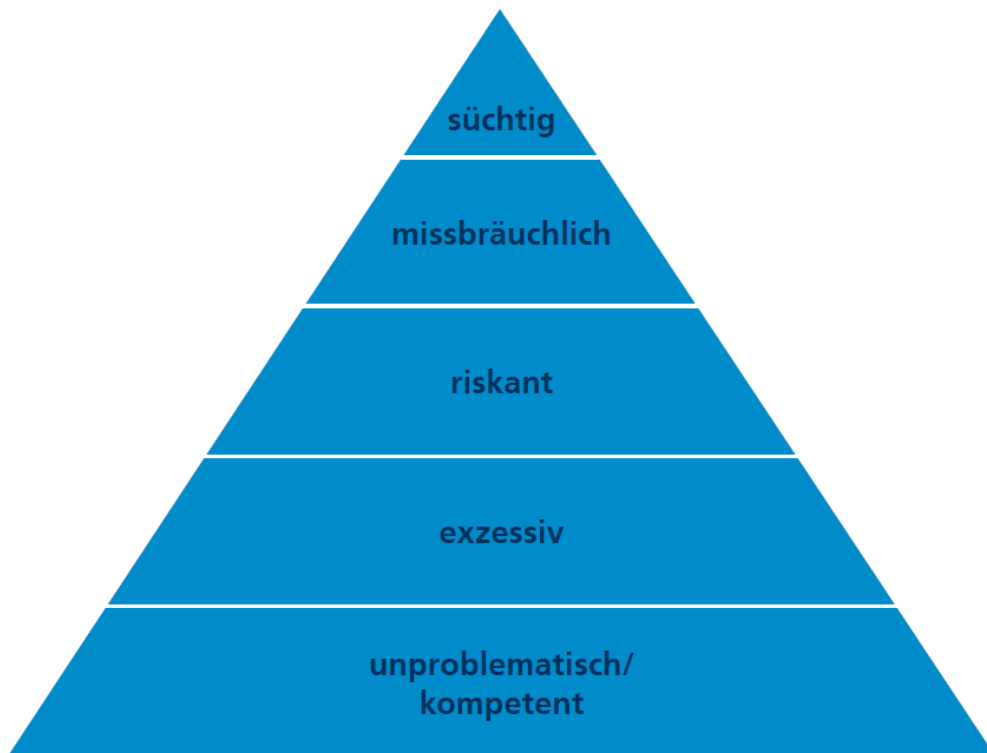 süchtig
missbräuchlich
riskant
exzessiv
unproblematisch/
kompetent